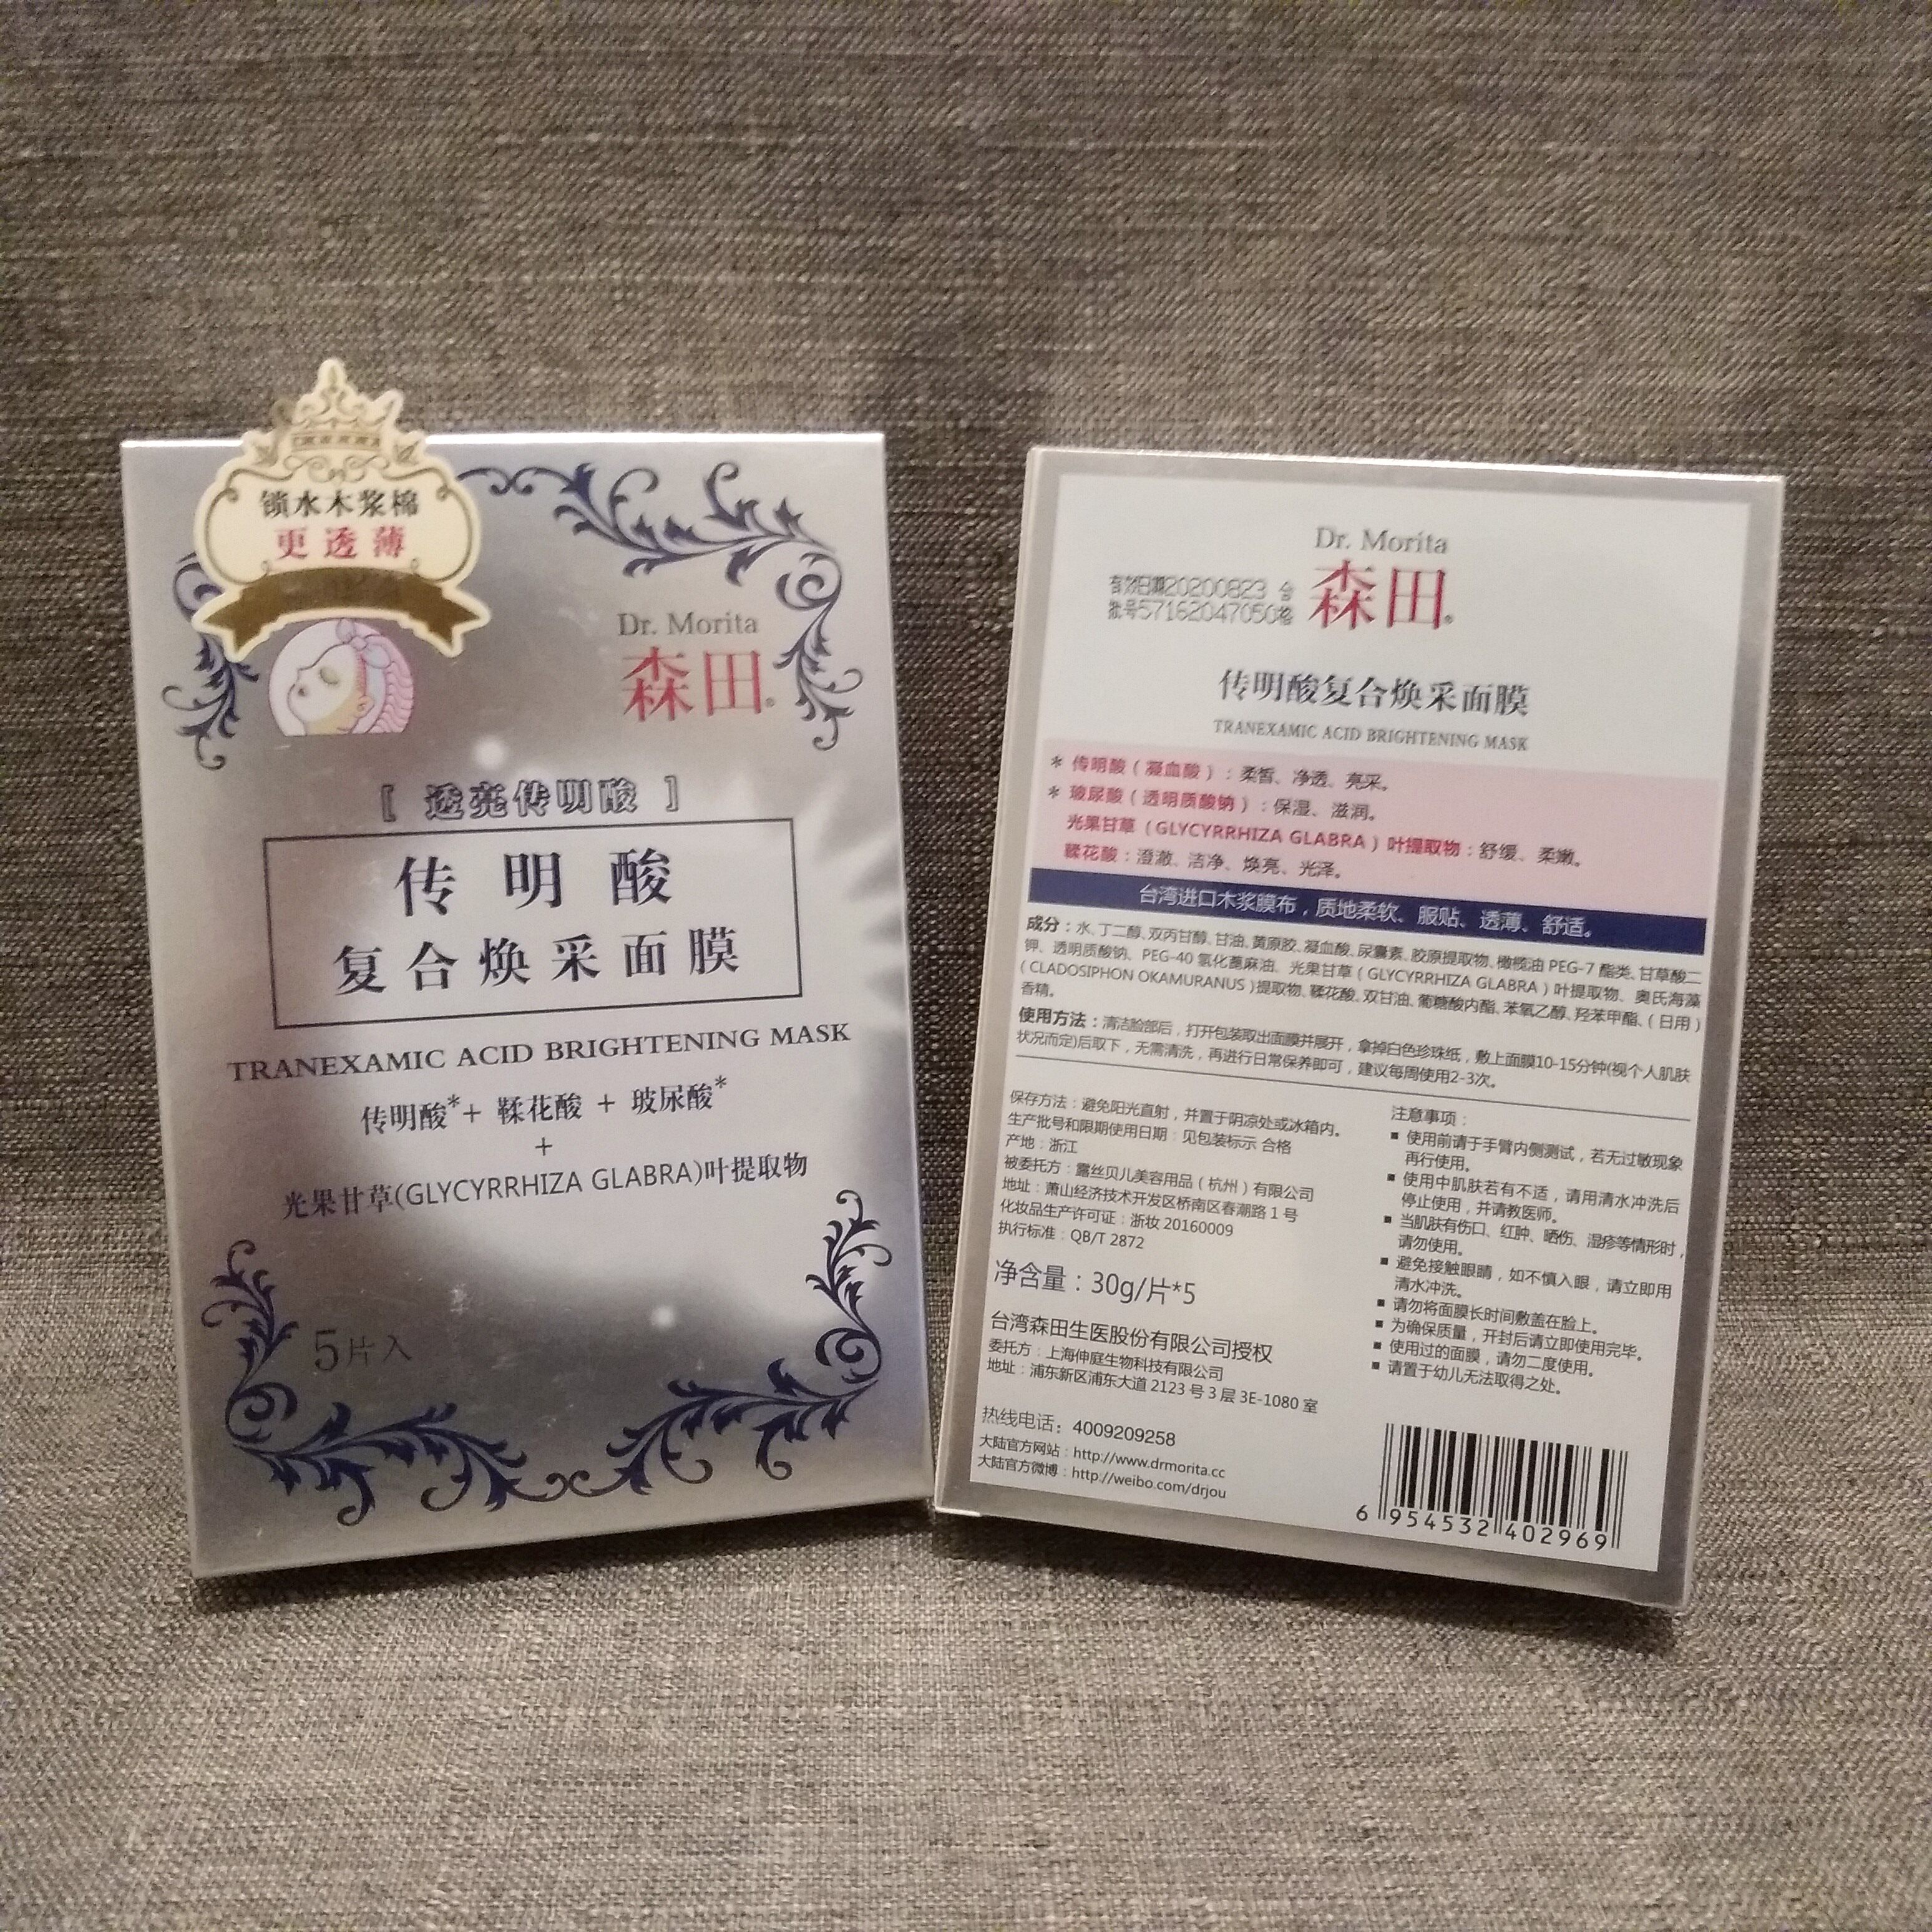 锁水木浆棉
更透薄
Dr. Morita
森田®
[ 透亮传明酸 ]
传明酸
复合焕采面膜
TRANEXAMIC ACID BRIGHTENING MASK
传明酸*+ 鞣花酸 + 玻尿酸*
+
光果甘草(GLYCYRRHIZA GLABRA)叶提取物
5片入
Dr. Morita
森田®
有效日期20200823 合
批号57162047050格
传明酸复合焕采面膜
TRANEXAMIC ACID BRIGHTENING MASK
* 传明酸（凝血酸）：柔皙、净透、亮采。
* 玻尿酸（透明质酸钠）：保湿、滋润。
光果甘草（GLYCYRRHIZA GLABRA）叶提取物：舒缓、柔嫩。
鞣花酸：澄澈、洁净、焕亮、光泽。
台湾进口木浆膜布，质地柔软、服贴、透薄、舒适。
成分：水、丁二醇、双丙甘醇、甘油、黄原胶、凝血酸、尿囊素、胶原提取物、橄榄油 PEG-7 酯类、甘草酸二
钾、透明质酸钠、PEG-40 氢化蓖麻油、光果甘草（GLYCYRRHIZA GLABRA）叶提取物、奥氏海藻
（CLADOSIPHON OKAMURANUS）提取物、鞣花酸、双甘油、葡糖酸内酯、苯氧乙醇、羟苯甲酯、（日用）
香精。
使用方法：清洁脸部后，打开包装取出面膜并展开，拿掉白色珍珠纸，敷上面膜10-15分钟(视个人肌肤
状况而定)后取下，无需清洗，再进行日常保养即可，建议每周使用2-3次。
保存方法：避免阳光直射，并置于阴凉处或冰箱内。
生产批号和限期使用日期：见包装标示 合格
产地：浙江
被委托方：露丝贝儿美容用品（杭州）有限公司
地址：萧山经济技术开发区桥南区春潮路 1 号
化妆品生产许可证：浙妆 20160009
执行标准：QB/T 2872
净含量：30g/片*5
台湾森田生医股份有限公司授权
委托方：上海仲庭生物科技有限公司
地址：浦东新区浦东大道 2123 号 3 层 3E-1080 室
热线电话：4009209258
大陆官方网站：http://www.drmorita.cc
大陆官方微博：http://weibo.com/drjou
注意事项：
■ 使用前请于手臂内侧测试，若无过敏现象
再行使用。
■ 使用中肌肤若有不适，请用清水冲洗后
停止使用，并请教医师。
■ 当肌肤有伤口、红肿、晒伤、湿疹等情形时，
请勿使用。
■ 避免接触眼睛，如不慎入眼，请立即用
清水冲洗。
■ 请勿将面膜长时间敷盖在脸上。
■ 为确保质量，开封后请立即使用完毕。
■ 使用过的面膜，请勿二度使用。
■ 请置于幼儿无法取得之处。
6 954532 402969